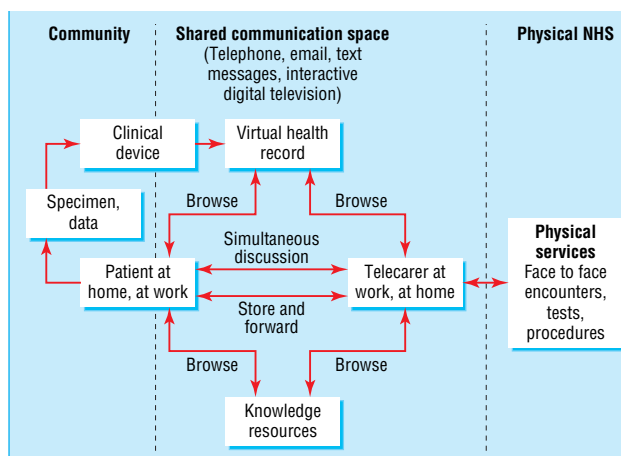 Community
Shared communication space
(Telephone, email, text
messages, interactive
digital television)
Physical NHS
Clinical
device
Virtual health
record
Specimen,
data
Browse
Browse
Simultaneous
discussion
Patient at
home, at work
Telecarer at
work, at home
Physical
services
Face to face
encounters,
tests,
procedures
Store and
forward
Browse
Browse
Knowledge
resources